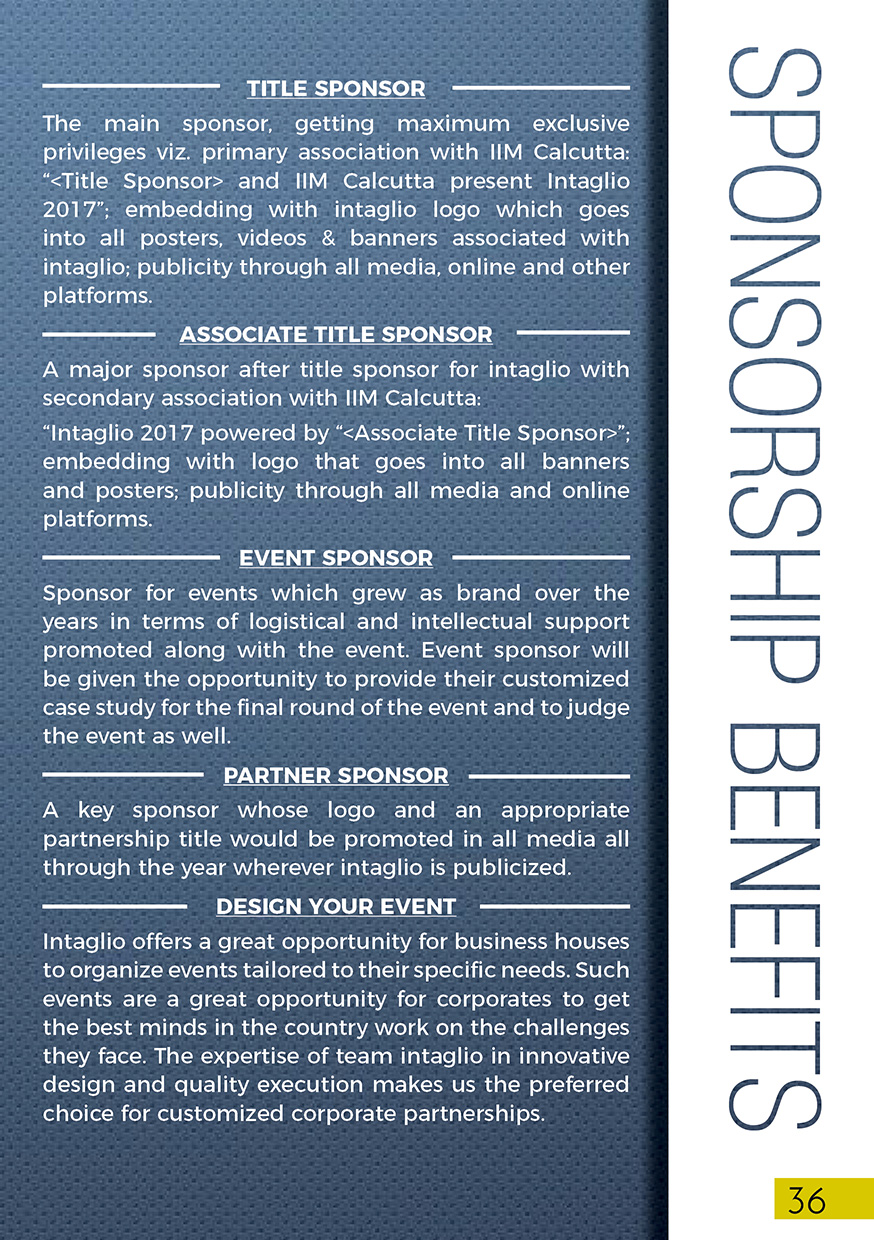 TITLE SPONSOR
The main sponsor, getting maximum exclusive
privileges viz. primary association with IIM Calcutta:
“<Title Sponsor> and IIM Calcutta present Intaglio
2017”; embedding with intaglio logo which goes
into all posters, videos & banners associated with
intaglio; publicity through all media, online and other
platforms.
ASSOCIATE TITLE SPONSOR
A major sponsor after title sponsor for intaglio with
secondary association with IIM Calcutta:
“Intaglio 2017 powered by “<Associate Title Sponsor>”;
embedding with logo that goes into all banners
and posters; publicity through all media and online
platforms.
EVENT SPONSOR
Sponsor for events which grew as brand over the
years in terms of logistical and intellectual support
promoted along with the event. Event sponsor will
be given the opportunity to provide their customized
case study for the final round of the event and to judge
the event as well.
PARTNER SPONSOR
A key sponsor whose logo and an appropriate
partnership title would be promoted in all media all
through the year wherever intaglio is publicized.
DESIGN YOUR EVENT
Intaglio offers a great opportunity for business houses
to organize events tailored to their specific needs. Such
events are a great opportunity for corporates to get
the best minds in the country work on the challenges
they face. The expertise of team intaglio in innovative
design and quality execution makes us the preferred
choice for customized corporate partnerships.
SPONSORSHIP BENEFITS
36